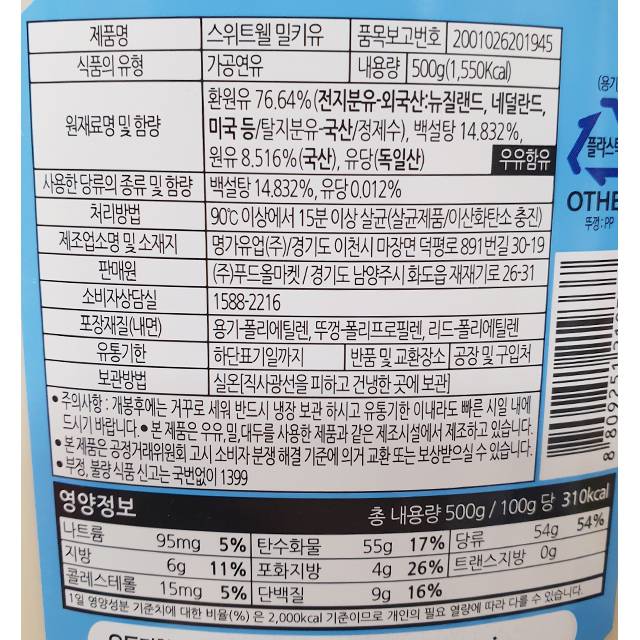 제품명 스위트웰 밀키유 품목보고번호 2001026201945
식품의 유형 가공연유 내용량 500g(1,550Kcal)
원재료명 및 함량
환원유 76.64% (전지분유-외국산:뉴질랜드, 네덜란드,
미국 등/탈지분유-국산/정제수), 백설탕 14.832%,
원유 8.516% (국산), 유당(독일산) 우유함유
사용한 당류의 종류 및 함량 백설탕 14.832%, 유당 0.012%
처리방법 90℃ 이상에서 15분 이상 살균(살균제품/이산화탄소 충진)
제조업소명 및 소재지 명가유업(주)/경기도 이천시 마장면 덕평로 891번길 30-19
판매원 (주)푸드올마켓 / 경기도 남양주시 화도읍 재재기로 26-31
소비자상담실 1588-2216
포장재질(내면) 용기-폴리에틸렌, 뚜껑-폴리프로필렌, 리드-폴리에틸렌
유통기한 하단표기일까지 반품 및 교환장소 공장 및 구입처
보관방법 실온[직사광선을 피하고 건냉한 곳에 보관]
• 주의사항 : 개봉후에는 거꾸로 세워 반드시 냉장 보관 하시고 유통기한 이내라도 빠른 시일 내에
드시기 바랍니다. • 본 제품은 우유, 밀, 대두를 사용한 제품과 같은 제조시설에서 제조하고 있습니다.
• 본 제품은 공정거래위원회 고시 소비자 분쟁 해결 기준에 의거 교환 또는 보상받으실 수 있습니다.
• 부정, 불량 식품 신고는 국번없이 1399
영양정보 총 내용량 500g / 100g 당 310kcal
나트륨 95mg 5% 탄수화물 55g 17% 당류 54g 54%
지방 6g 11% 포화지방 4g 26% 트랜스지방 0g
콜레스테롤 15mg 5% 단백질 9g 16%
1일 영양성분 기준치에 대한 비율(%) 은 2,000kcal 기준이므로 개인의 필요 열량에 따라 다를 수 있습니다.
(용기
플라스
OTHE
뚜껑:PP